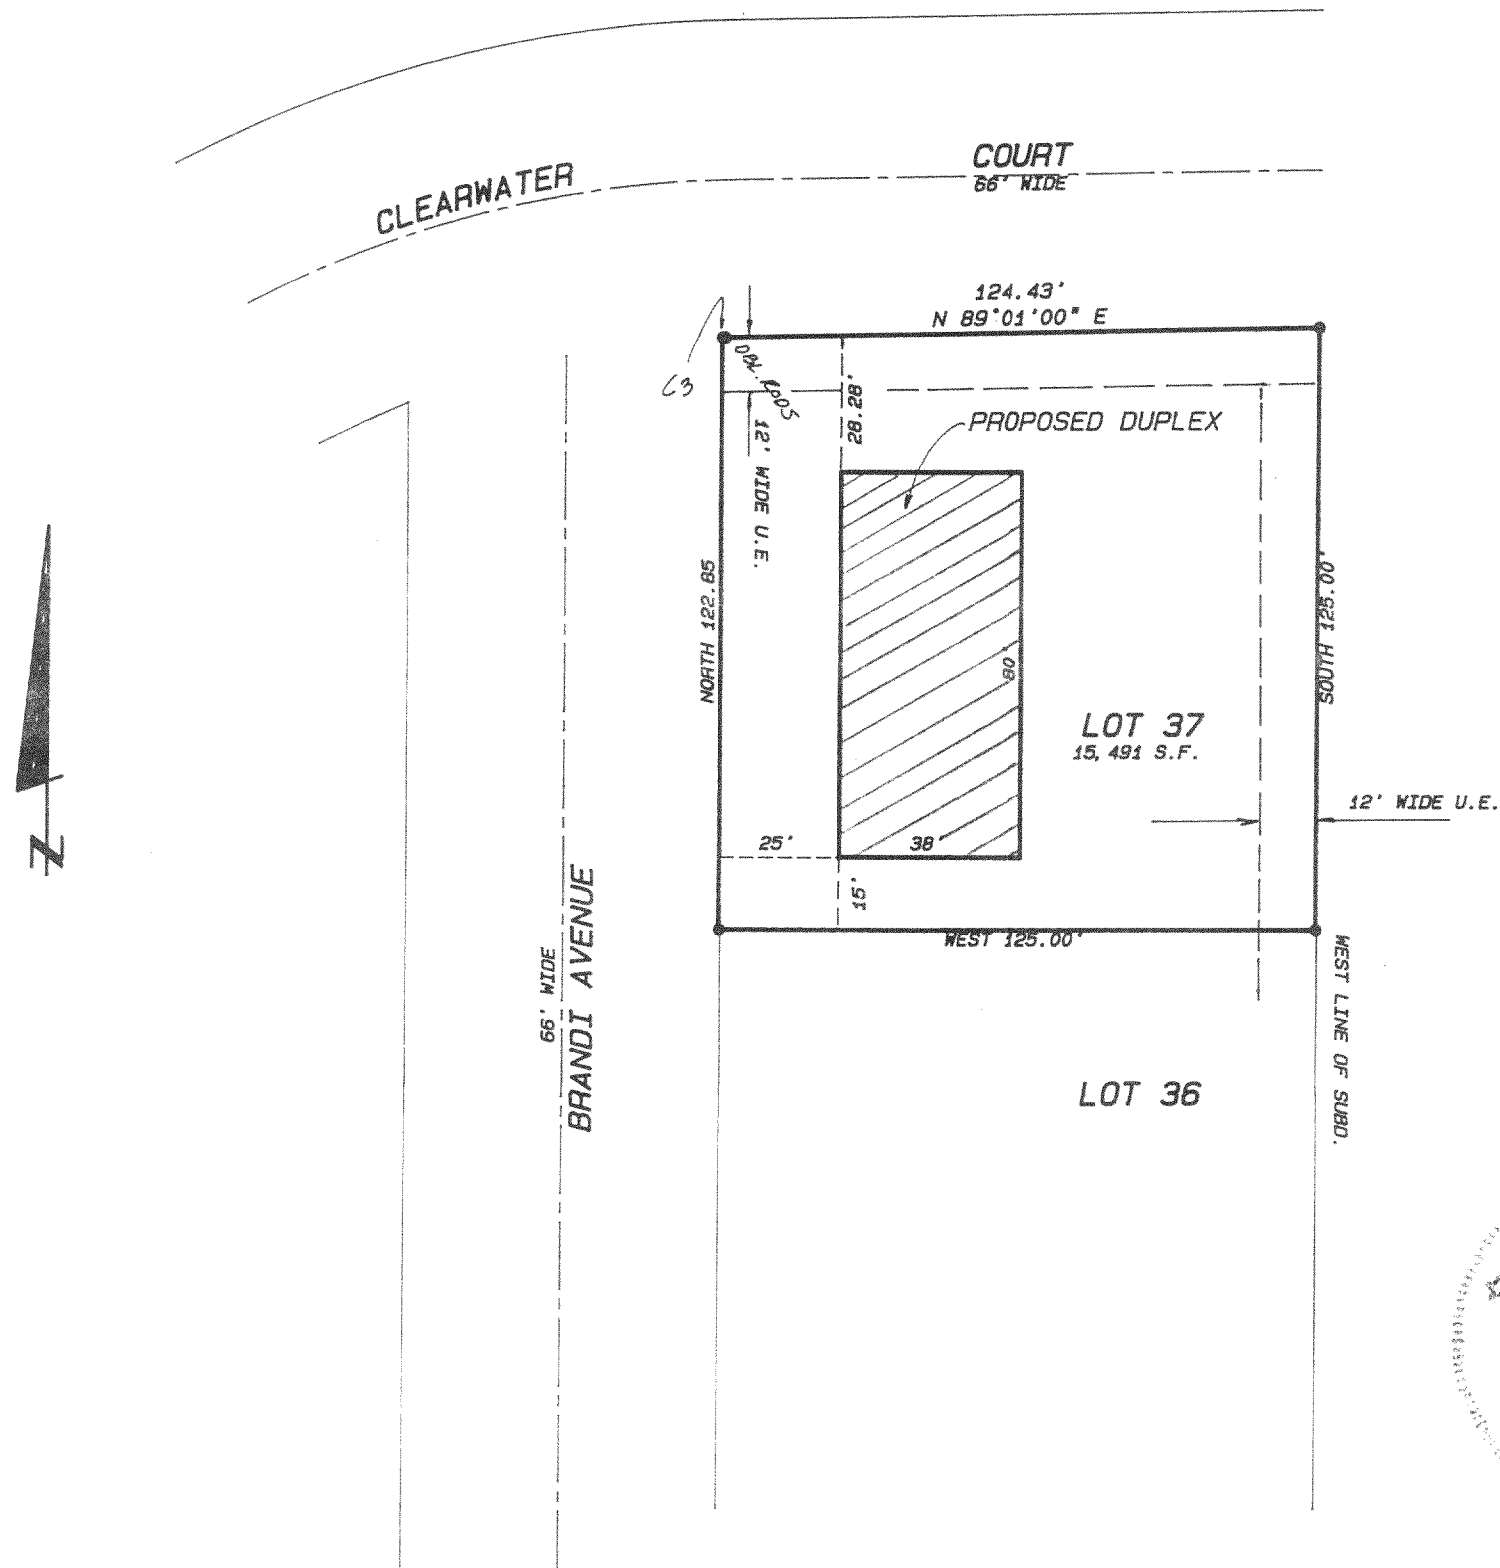 CLEARWATER
COURT
66' WIDE
124.43'
N 89°01'00" E
C3
DBL. RODS
12' WIDE U.E.
28.28'
PROPOSED DUPLEX
NORTH 122.85
SOUTH 125.00'
80'
LOT 37
15,491 S.F.
12' WIDE U.E.
25'
38'
15'
WEST 125.00'
N
66' WIDE
BRANDI AVENUE
WEST LINE OF SUBD.
LOT 36